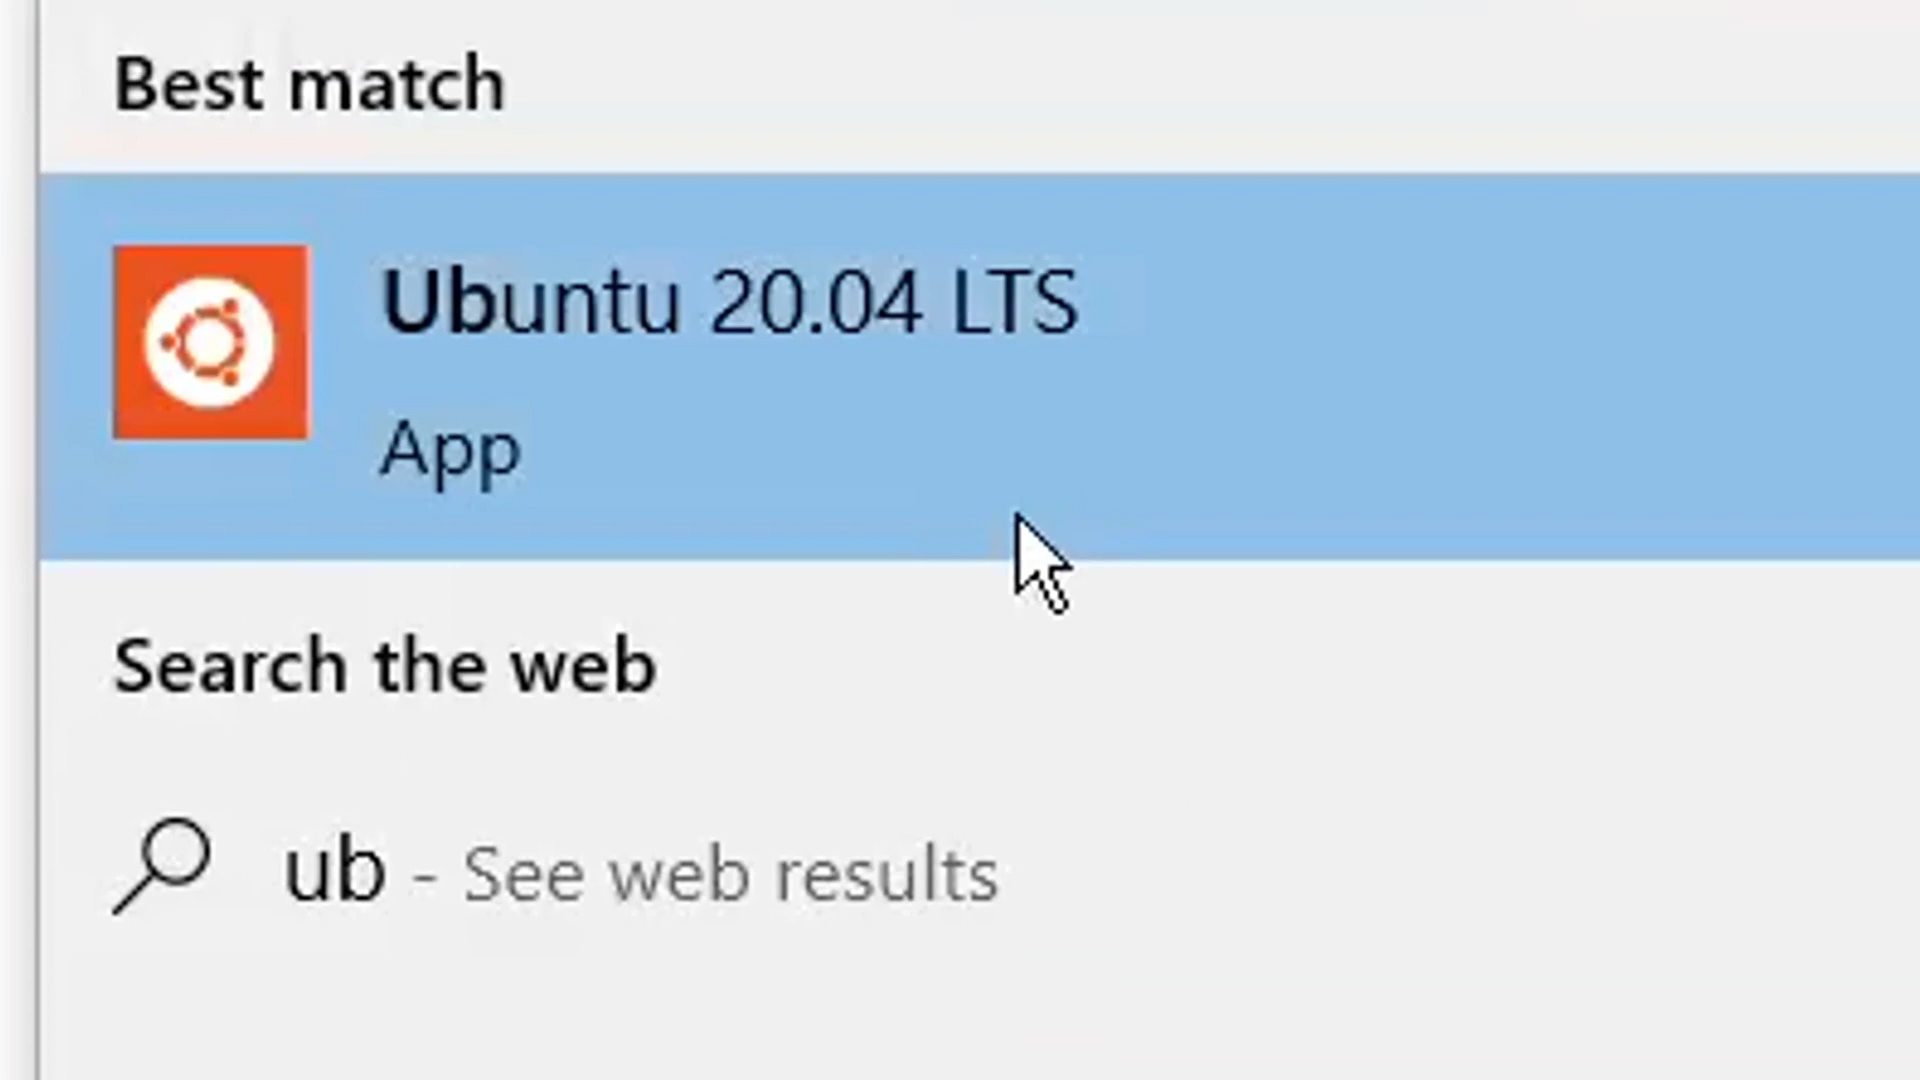 Best match
Ubuntu 20.04 LTS
App
Search the web
ub - See web results